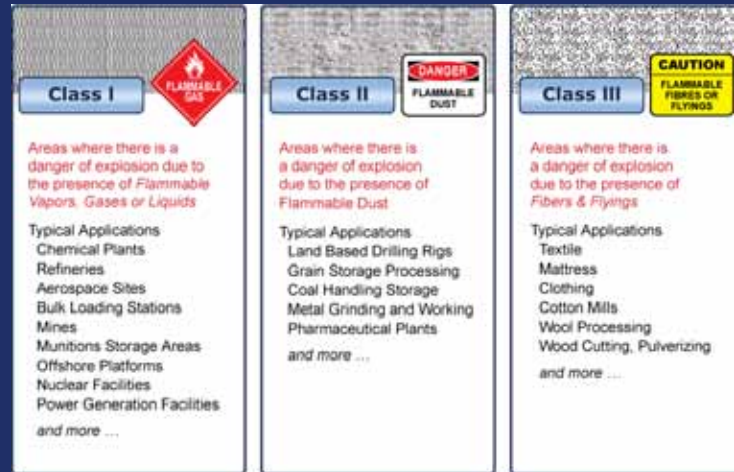 Class I
FLAMMABLE
GAS
Areas where there is a
danger of explosion due to
the presence of Flammable
Vapors, Gases or Liquids
Typical Applications
Chemical Plants
Refineries
Aerospace Sites
Bulk Loading Stations
Mines
Munitions Storage Areas
Offshore Platforms
Nuclear Facilities
Power Generation Facilities
and more ...
Class II
DANGER
FLAMMABLE
DUST
Areas where there is
a danger of explosion
due to the presence of
Flammable Dust
Typical Applications
Land Based Drilling Rigs
Grain Storage Processing
Coal Handling Storage
Metal Grinding and Working
Pharmaceutical Plants
and more ...
Class III
CAUTION
FLAMMABLE
FIBRES OR
FLYINGS
Areas where there is
a danger of explosion
due to the presence of
Fibers & Flyings
Typical Applications
Textile
Mattress
Clothing
Cotton Mills
Wool Processing
Wood Cutting, Pulverizing
and more ...